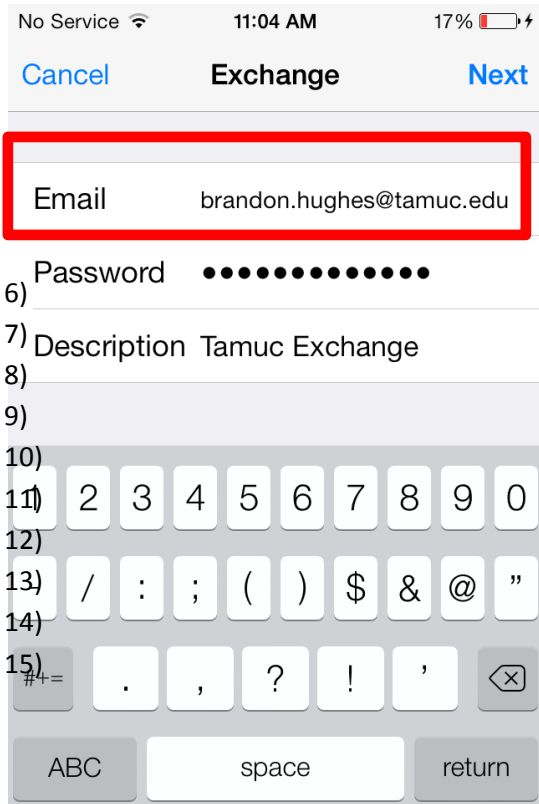 No Service 11:04 AM 17%
Cancel Exchange Next
Email brandon.hughes@tamuc.edu
Password ●●●●●●●●●●●●●
6)
7) Description Tamuc Exchange
8)
9)
10)
11) 2 3 4 5 6 7 8 9 0
12)
13) / : ; ( ) $ & @ "
14)
15) #+= . , ? ! ’
ABC space return